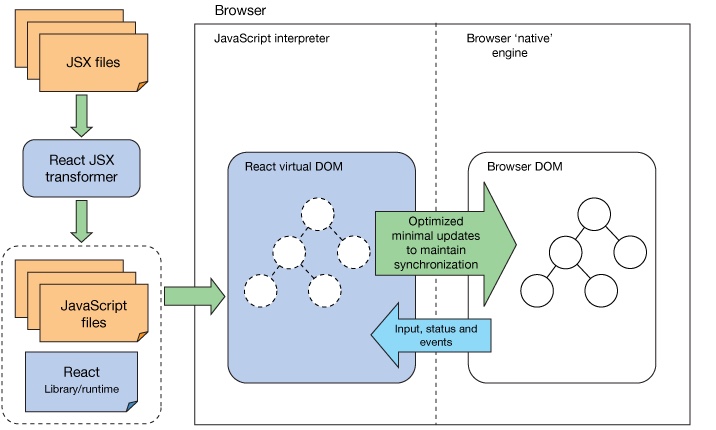 Browser
JSX files
JavaScript interpreter
Browser ‘native’
engine
React JSX
transformer
React virtual DOM
Browser DOM
Optimized
minimal updates
to maintain
synchronization
JavaScript
files
Input, status and
events
React
Library/runtime